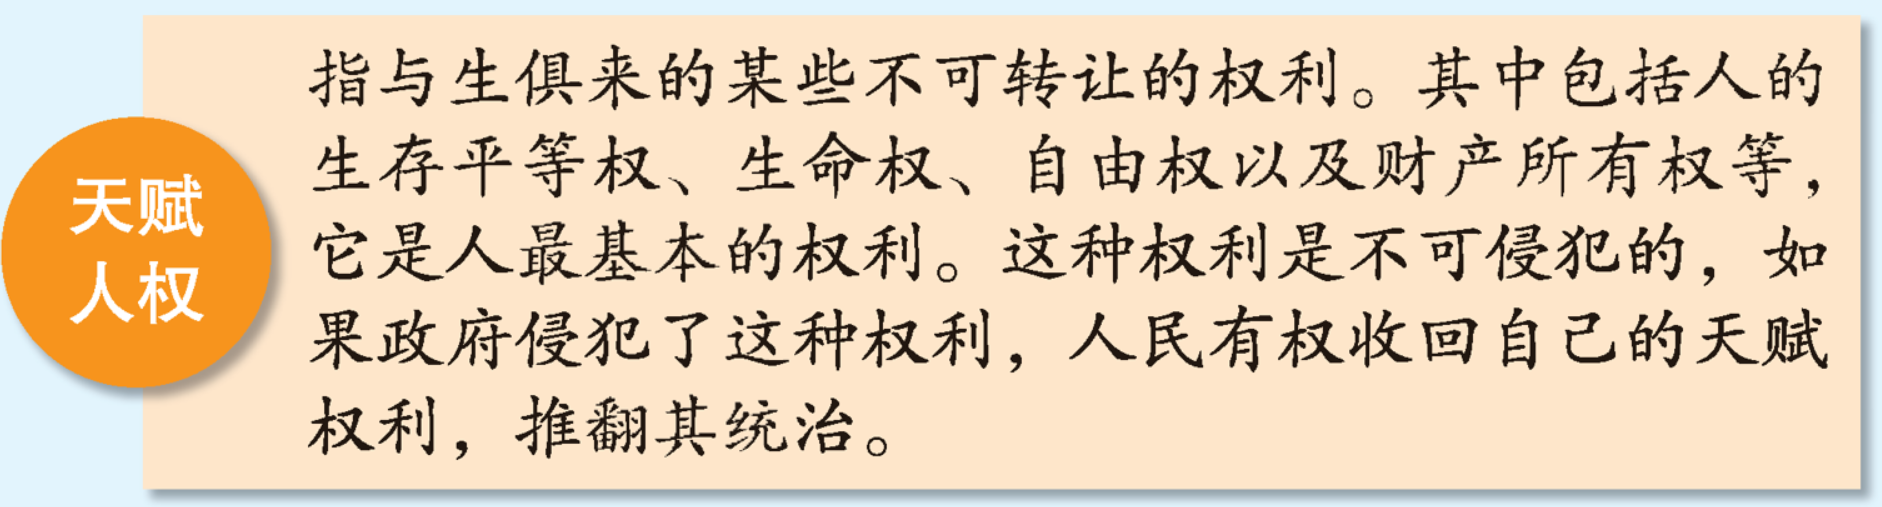 天赋
人权
指与生俱来的某些不可转让的权利。其中包括人的
生存平等权、生命权、自由权以及财产所有权等，
它是人最基本的权利。这种权利是不可侵犯的，如
果政府侵犯了这种权利，人民有权收回自己的天赋
权利，推翻其统治。